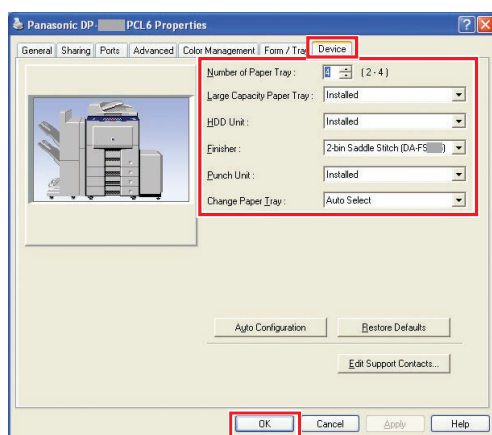 Panasonic DP- PCL6 Properties
General Sharing Ports Advanced Color Management Form / Tray Device
Number of Paper Tray : 4 (2 - 4)
Large Capacity Paper Tray : Installed
HDD Unit : Installed
Finisher : 2-bin Saddle Stitch (DA-FS )
Punch Unit : Installed
Change Paper Tray : Auto Select
Auto Configuration Restore Defaults
Edit Support Contacts...
OK Cancel Apply Help